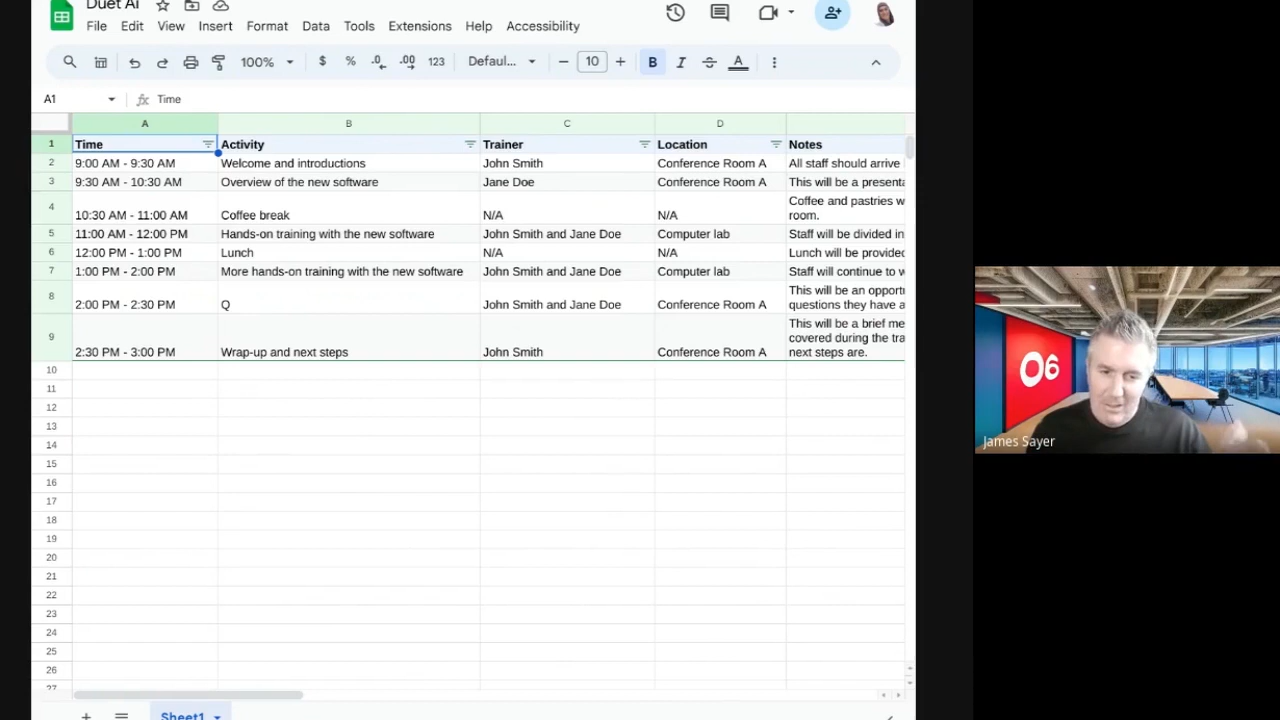 Duet AI
File Edit View Insert Format Data Tools Extensions Help Accessibility
100% $ % .0 .00 123 Defaul... 10 B I A
A1 fx Time
A B C D
1 Time Activity Trainer Location Notes
2 9:00 AM - 9:30 AM Welcome and introductions John Smith Conference Room A All staff should arrive
3 9:30 AM - 10:30 AM Overview of the new software Jane Doe Conference Room A This will be a presenta
Coffee and pastries w
4 10:30 AM - 11:00 AM Coffee break N/A N/A room.
5 11:00 AM - 12:00 PM Hands-on training with the new software John Smith and Jane Doe Computer lab Staff will be divided in
6 12:00 PM - 1:00 PM Lunch N/A N/A Lunch will be provided
7 1:00 PM - 2:00 PM More hands-on training with the new software John Smith and Jane Doe Computer lab Staff will continue to w
This will be an opportu
8 2:00 PM - 2:30 PM Q John Smith and Jane Doe Conference Room A questions they have a
This will be a brief me
covered during the tra
9 2:30 PM - 3:00 PM Wrap-up and next steps John Smith Conference Room A next steps are.
10
11
12
13
14
15
16
17
18
19
20
21
22
23
24
25
26
27
Sheet1
O6
James Sayer